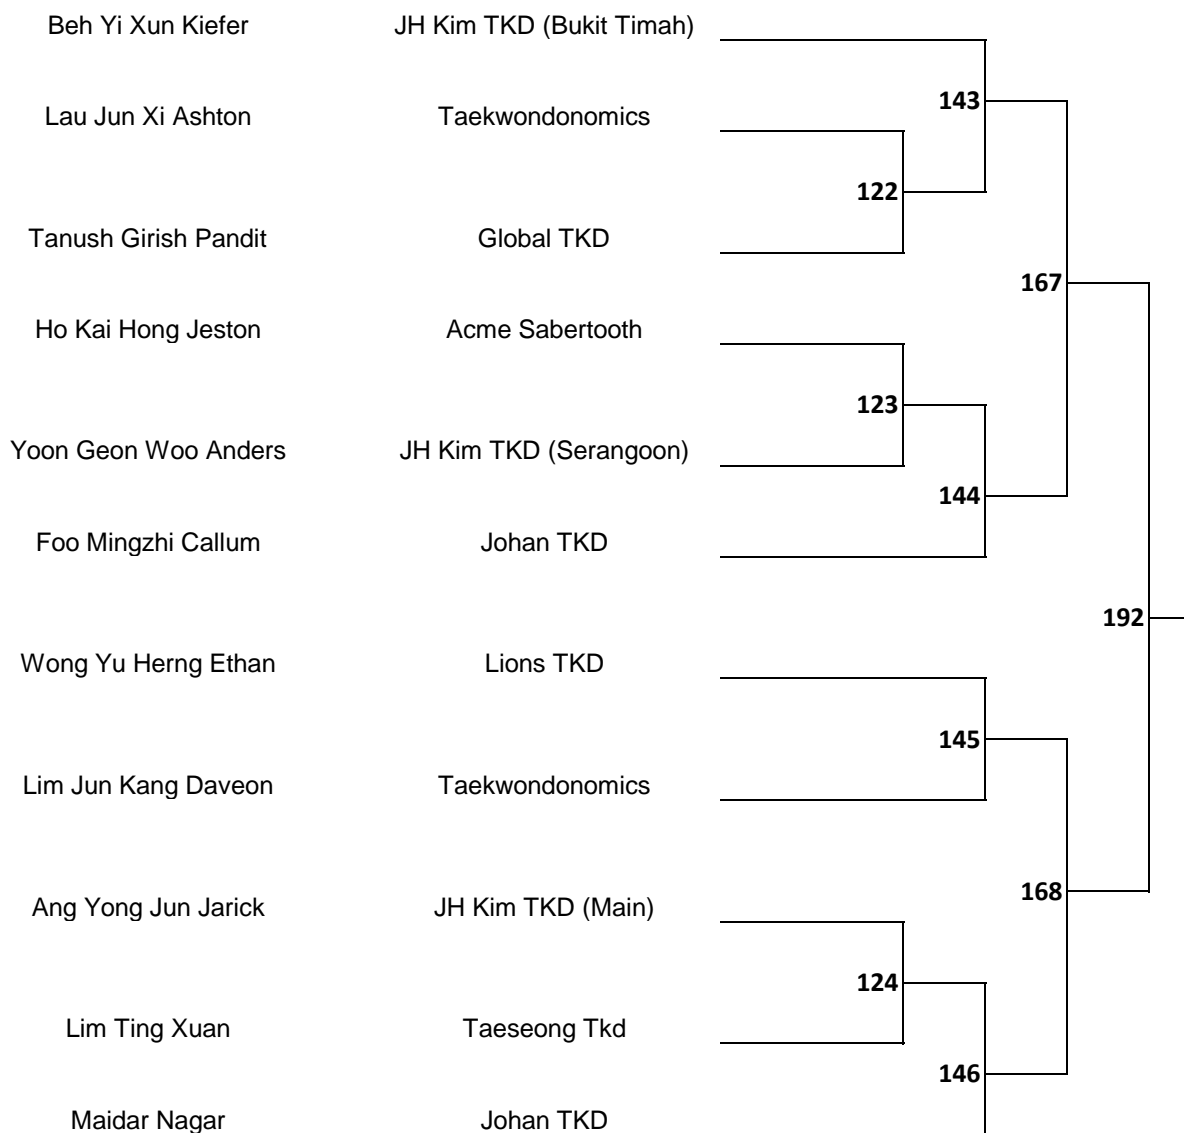 Beh Yi Xun Kiefer JH Kim TKD (Bukit Timah)
143
Lau Jun Xi Ashton Taekwondonomics
122
Tanush Girish Pandit Global TKD
167
Ho Kai Hong Jeston Acme Sabertooth
123
Yoon Geon Woo Anders JH Kim TKD (Serangoon)
144
Foo Mingzhi Callum Johan TKD
192
Wong Yu Herng Ethan Lions TKD
145
Lim Jun Kang Daveon Taekwondonomics
168
Ang Yong Jun Jarick JH Kim TKD (Main)
124
Lim Ting Xuan Taeseong Tkd
146
Maidar Nagar Johan TKD